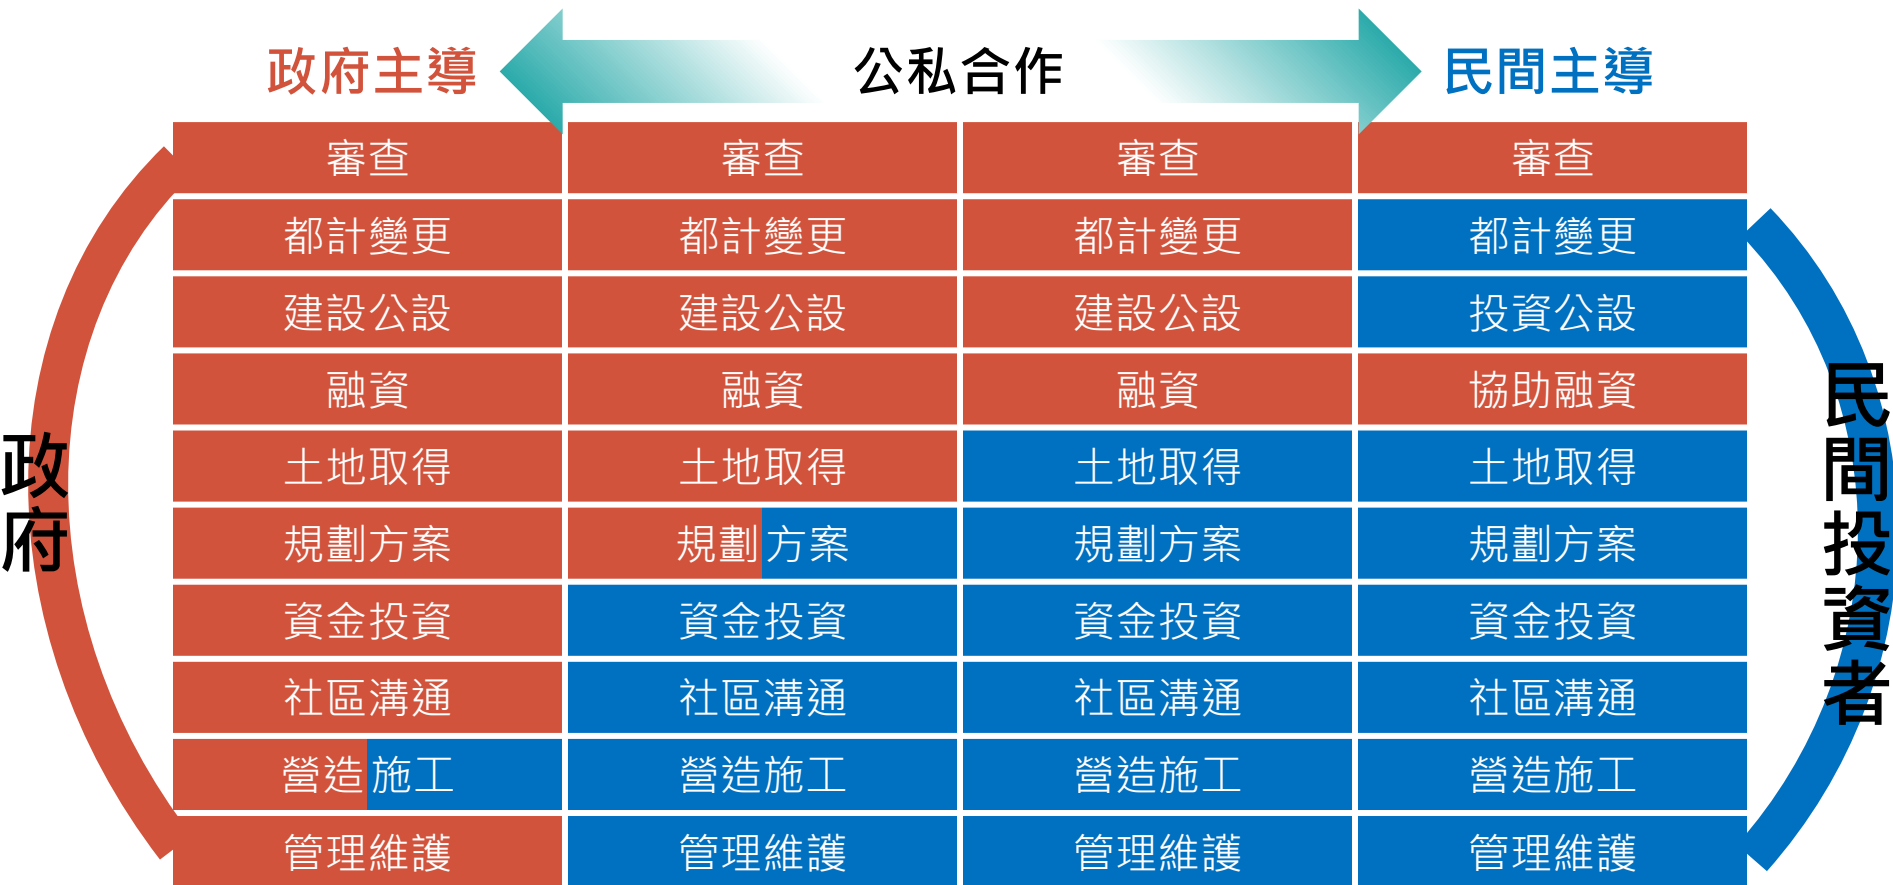 政府主導 公私合作 民間主導
審查 審查 審查 審查
都計變更 都計變更 都計變更 都計變更
建設公設 建設公設 建設公設 投資公設
融資 融資 融資 協助融資
土地取得 土地取得 土地取得 土地取得
規劃方案 規劃方案 規劃方案 規劃方案
資金投資 資金投資 資金投資 資金投資
社區溝通 社區溝通 社區溝通 社區溝通
營造施工 營造施工 營造施工 營造施工
管理維護 管理維護 管理維護 管理維護
政府
民間投資者